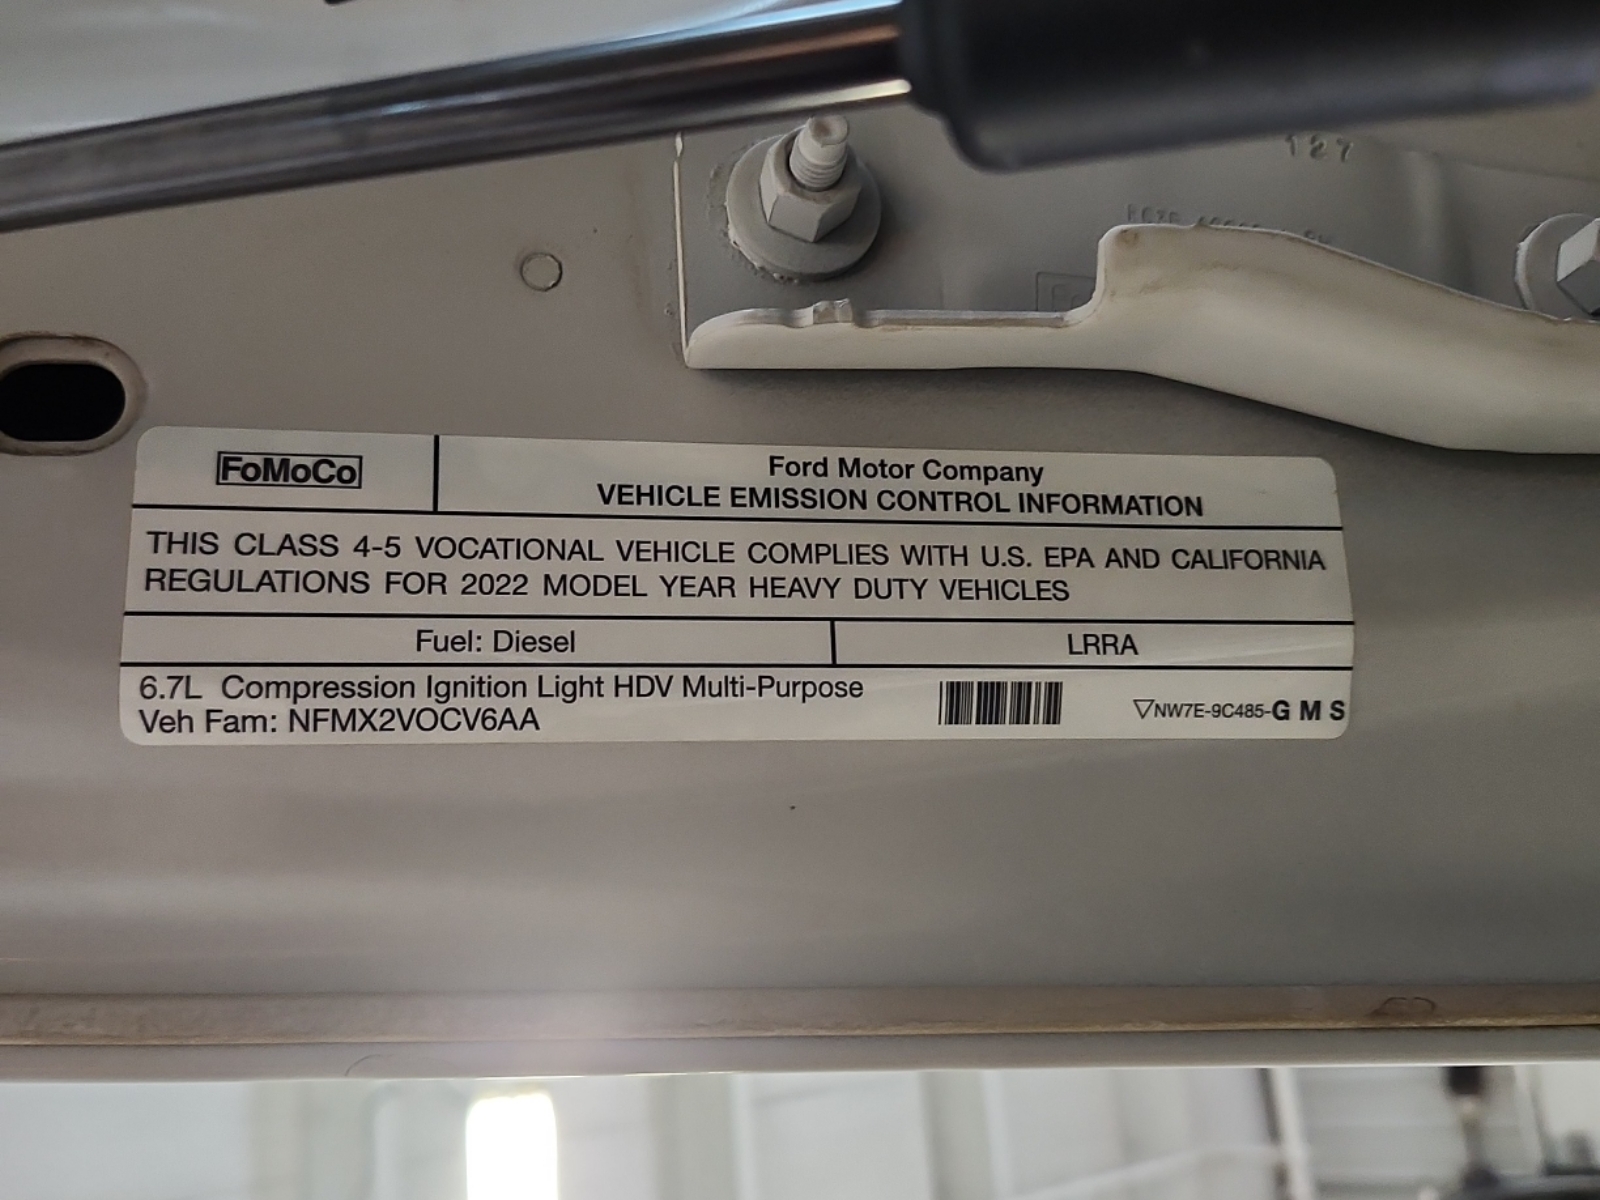 127
FoMoCo
Ford Motor Company
VEHICLE EMISSION CONTROL INFORMATION
THIS CLASS 4-5 VOCATIONAL VEHICLE COMPLIES WITH U.S. EPA AND CALIFORNIA
REGULATIONS FOR 2022 MODEL YEAR HEAVY DUTY VEHICLES
Fuel: Diesel
LRRA
6.7L Compression Ignition Light HDV Multi-Purpose
Veh Fam: NFMX2VOCV6AA
▽NW7E-9C485-G M S